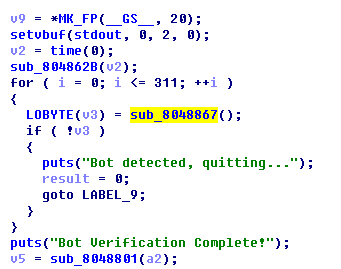 v9 = *MK_FP(__GS__, 20);
setvbuf(stdout, 0, 2, 0);
v2 = time(0);
sub_804862B(v2);
for ( i = 0; i <= 311; ++i )
{
LOBYTE(v3) = sub_8048867();
if ( !v3 )
{
puts("Bot detected, quitting...");
result = 0;
goto LABEL_9;
}
}
puts("Bot Verification Complete!");
v5 = sub_8048801(a2);